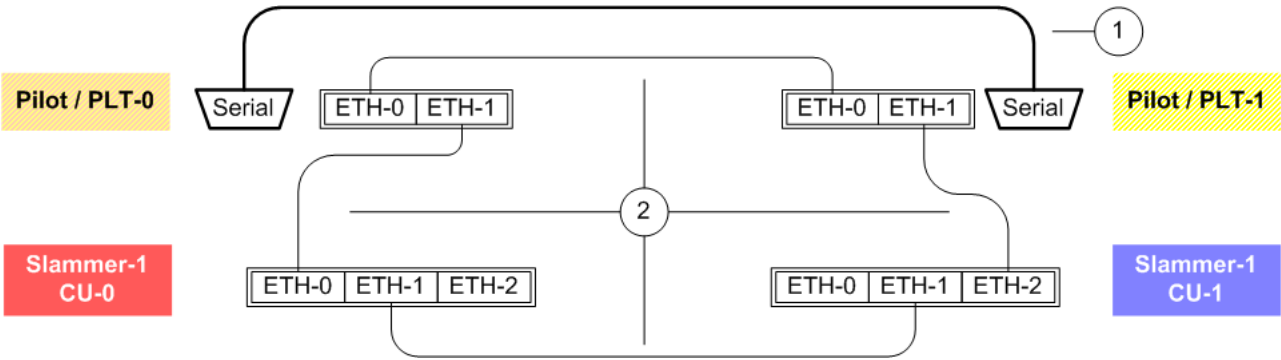 1
Pilot / PLT-0
Serial
ETH-0
ETH-1
ETH-0
ETH-1
Serial
Pilot / PLT-1
2
Slammer-1
CU-0
ETH-0
ETH-1
ETH-2
ETH-0
ETH-1
ETH-2
Slammer-1
CU-1